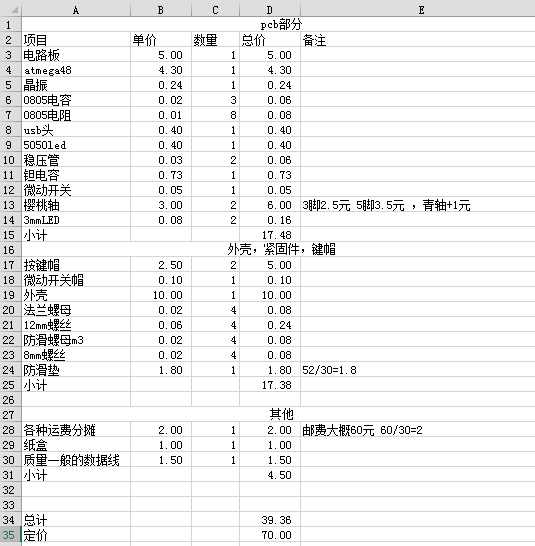 A B C D E
1 pcb部分
2 项目 单价 数量 总价 备注
3 电路板 5.00 1 5.00
4 atmega48 4.30 1 4.30
5 晶振 0.24 1 0.24
6 0805电容 0.02 3 0.06
7 0805电阻 0.01 8 0.08
8 usb头 0.40 1 0.40
9 5050led 0.40 1 0.40
10 稳压管 0.03 2 0.06
11 钽电容 0.73 1 0.73
12 微动开关 0.05 1 0.05
13 樱桃轴 3.00 2 6.00 3脚2.5元 5脚3.5元 ，青轴+1元
14 3mmLED 0.08 2 0.16
15 小计 17.48
16 外壳，紧固件，键帽
17 按键帽 2.50 2 5.00
18 微动开关帽 0.10 1 0.10
19 外壳 10.00 1 10.00
20 法兰螺母 0.02 4 0.08
21 12mm螺丝 0.06 4 0.24
22 防滑螺母m3 0.02 4 0.08
23 8mm螺丝 0.02 4 0.08
24 防滑垫 1.80 1 1.80 52/30=1.8
25 小计 17.38
26
27 其他
28 各种运费分摊 2.00 1 2.00 邮费大概60元 60/30=2
29 纸盒 1.00 1 1.00
30 质量一般的数据线 1.50 1 1.50
31 小计 4.50
32
33
34 总计 39.36
35 定价 70.00